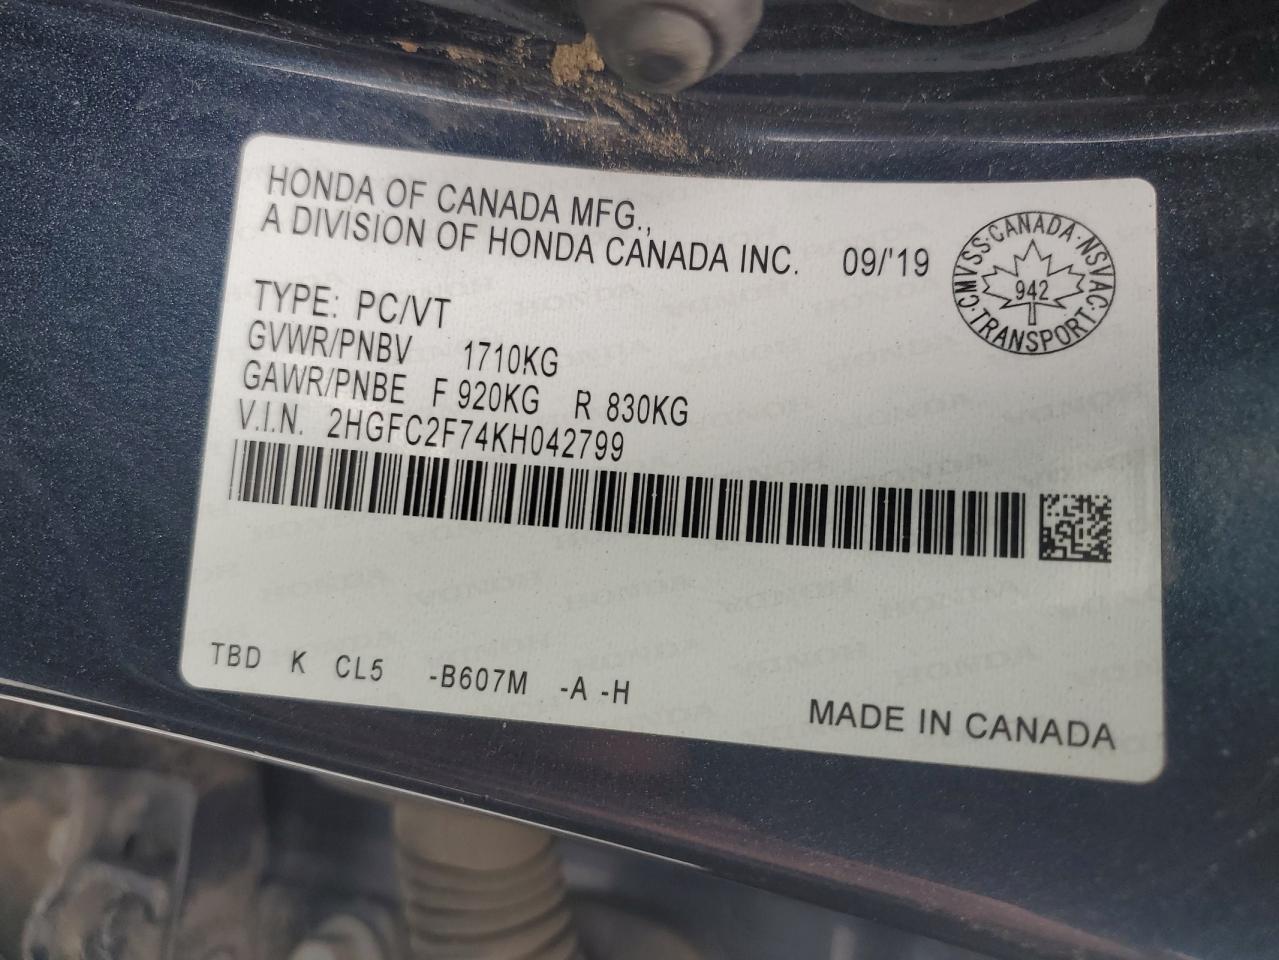 HONDA OF CANADA MFG.,
A DIVISION OF HONDA CANADA INC. 09/'19
CMVSS·CANADA·NSVAC·TRANSPORT·
942
TYPE: PC/VT
GVWR/PNBV 1710KG
GAWR/PNBE F 920KG R 830KG
V.I.N. 2HGFC2F74KH042799
TBD K CL5 -B607M -A -H
MADE IN CANADA